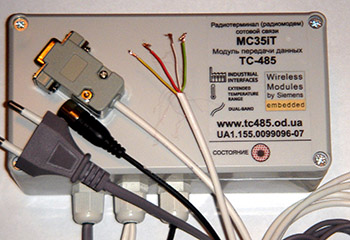 Радиотерминал (радиомодем)
сотовой связи
MC35iT
Модуль передачи данных
TC-485
INDUSTRIAL
INTERFACES
EXTENDED
TEMPERATURE
RANGE
DUAL-BAND
Wireless
Modules
by Siemens
embedded
www.tc485.od.ua
UA1.155.0099096-07
СОСТОЯНИЕ